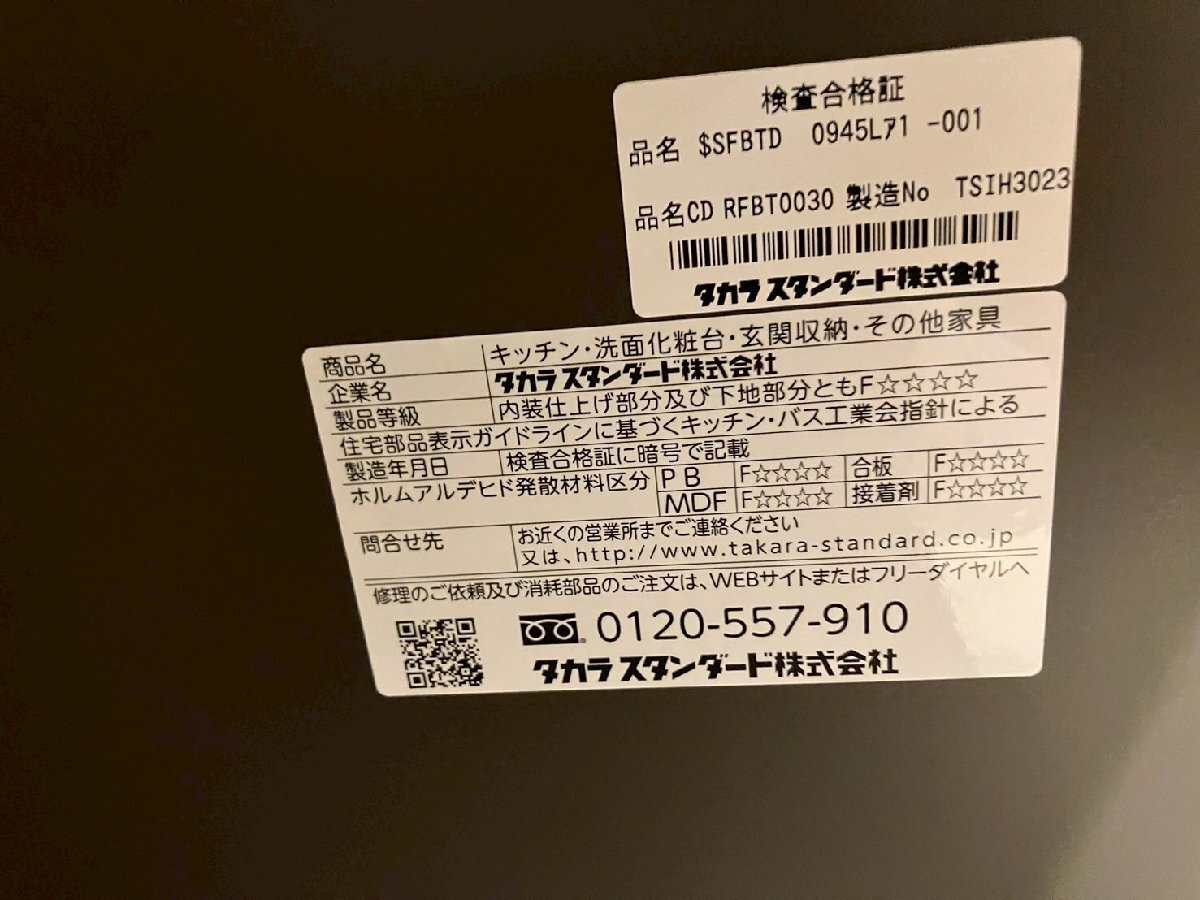 検査合格証
品名 $SFBTD 0945Lｱ1 -001
品名CD RFBT0030 製造No TSIH3023
タカラスタンダード株式会社
商品名 キッチン・洗面化粧台・玄関収納・その他家具
企業名 タカラスタンダード株式会社
製品等級 内装仕上げ部分及び下地部分ともF☆☆☆☆
住宅部品表示ガイドラインに基づくキッチン・バス工業会指針による
製造年月日 検査合格証に暗号で記載
ホルムアルデヒド発散材料区分 PB F☆☆☆☆ 合板 F☆☆☆☆
MDF F☆☆☆☆ 接着剤 F☆☆☆☆
問合せ先 お近くの営業所までご連絡ください
又は、http://www.takara-standard.co.jp
修理のご依頼及び消耗部品のご注文は、WEBサイトまたはフリーダイヤルへ
0120-557-910
タカラスタンダード株式会社